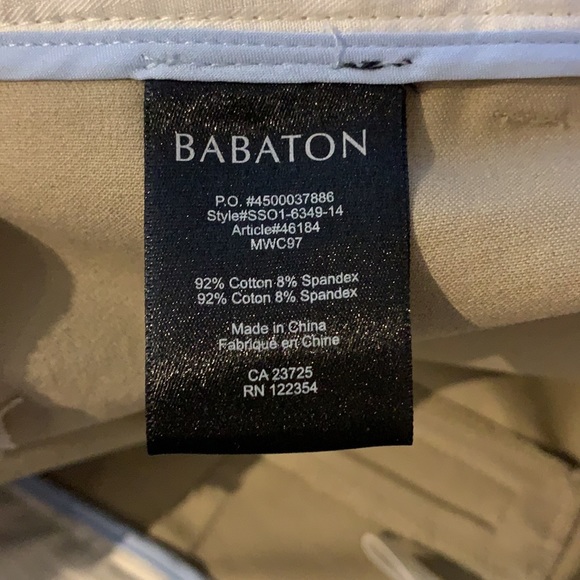 BABATON
P.O. #4500037886
Style#SSO1-6349-14
Article#46184
MWC97
92% Cotton 8% Spandex
92% Coton 8% Spandex
Made in China
Fabriqué en Chine
CA 23725
RN 122354